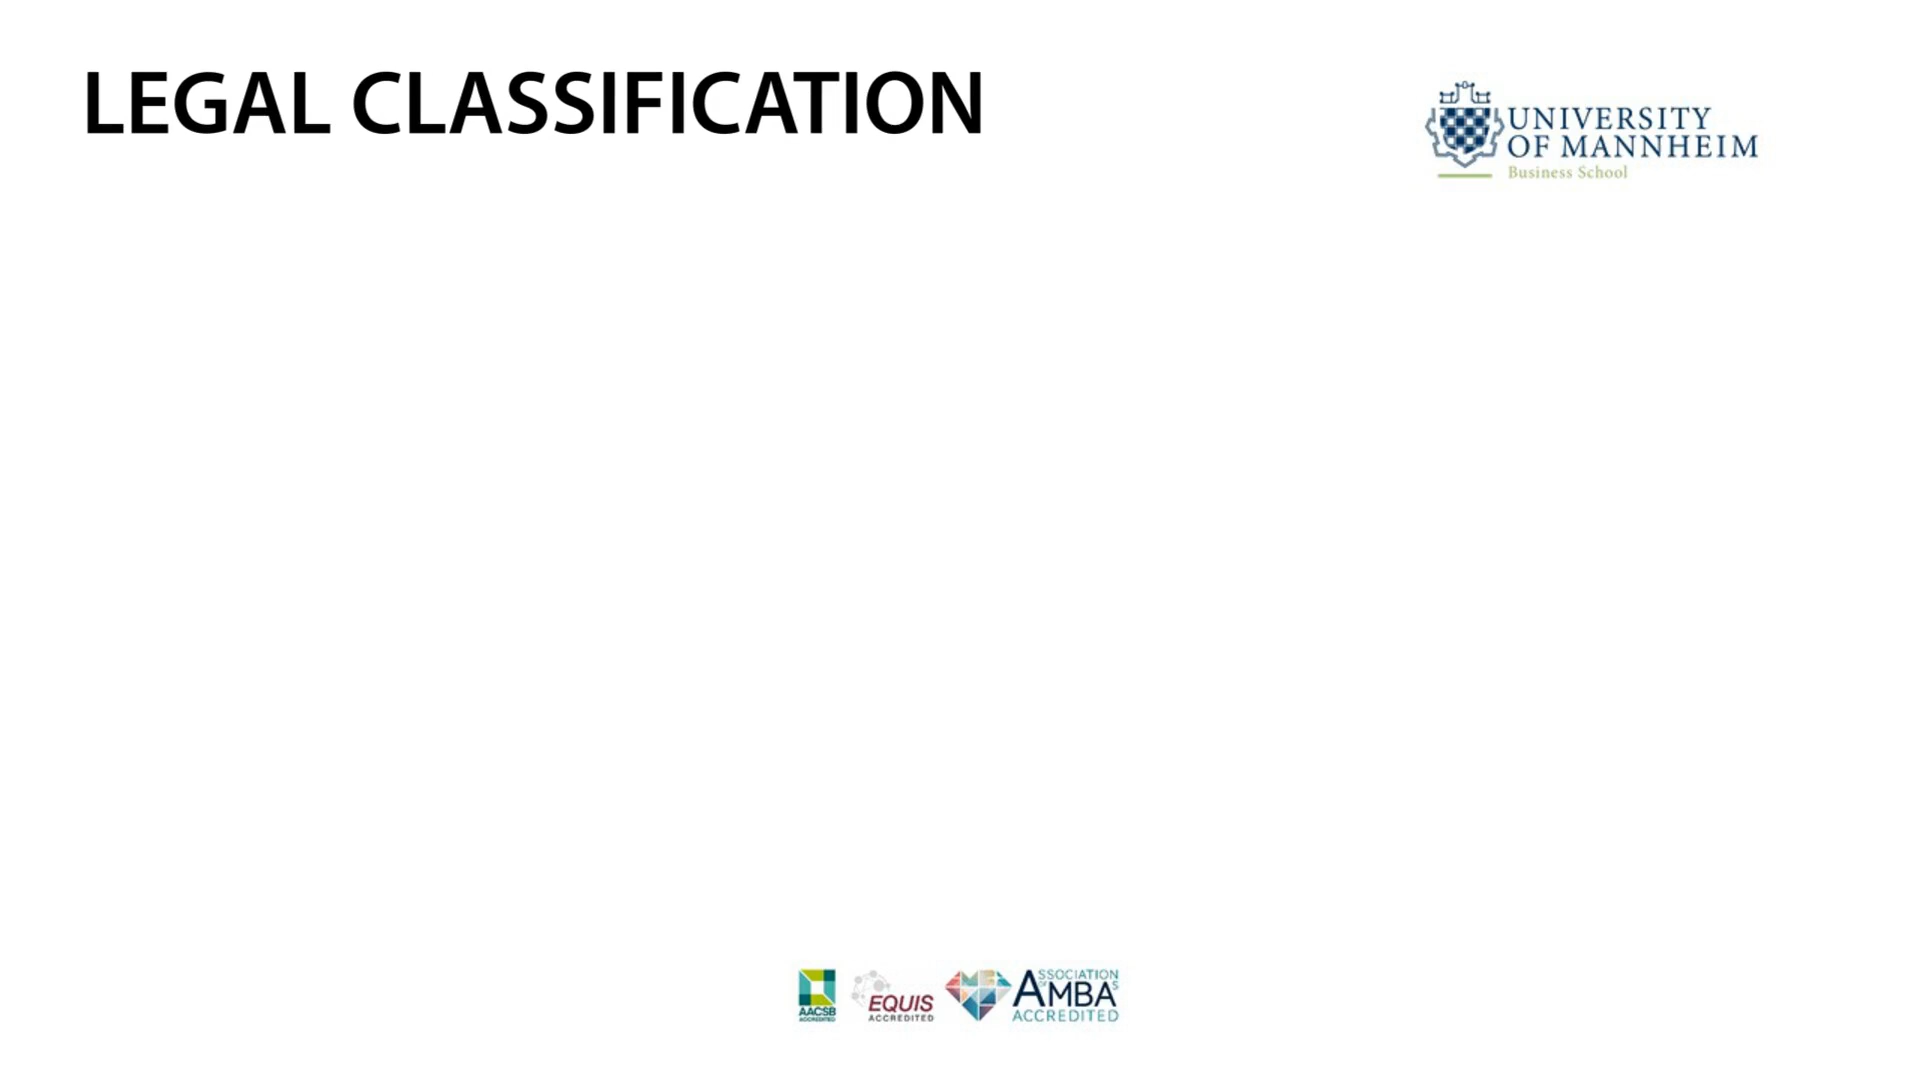 LEGAL CLASSIFICATION
UNIVERSITY
OF MANNHEIM
Business School
AACSB
ACCREDITED
EQUIS
ACCREDITED
ASSOCIATION
OF MBAS
ACCREDITED